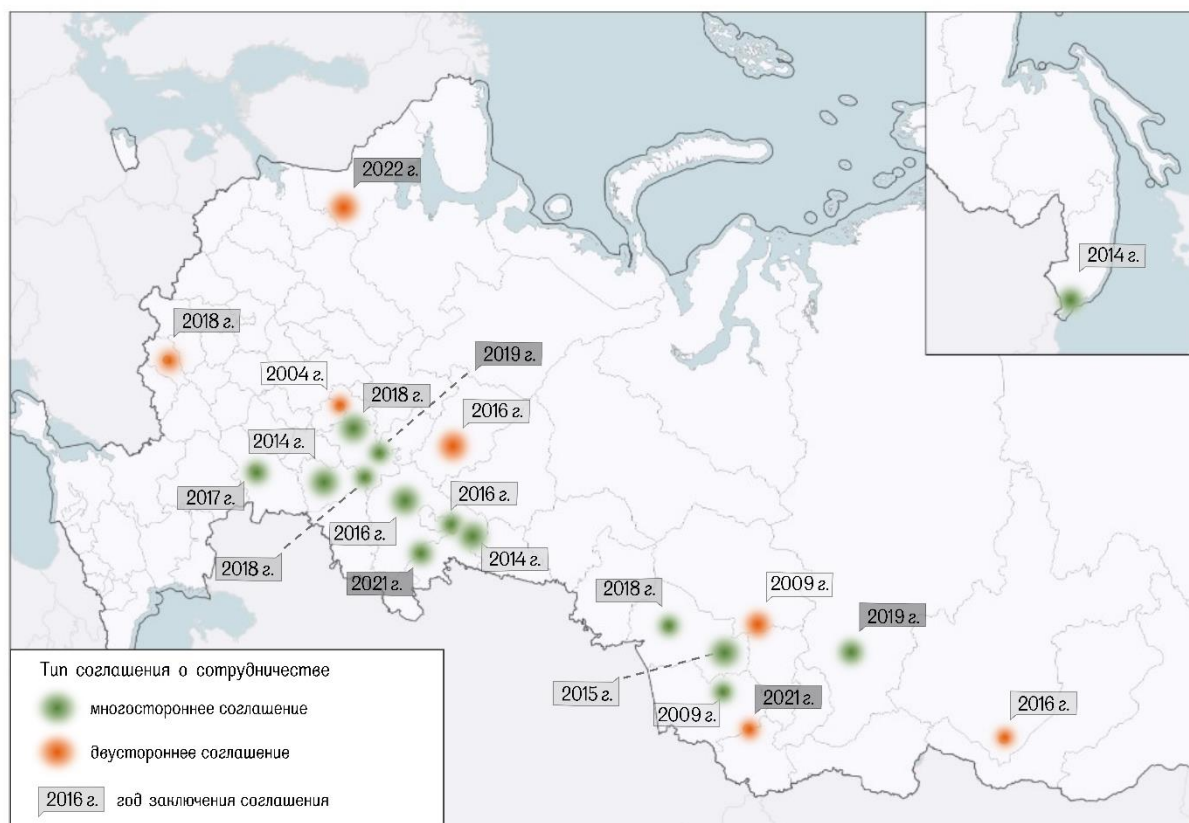 2022 г.
2014 г.
2018 г.
2019 г.
2004 г.
2018 г.
2016 г.
2014 г.
2017 г.
2016 г.
2016 г.
2014 г.
2018 г.
2021 г.
2018 г.
2009 г.
2019 г.
2015 г.
2009 г.
2021 г.
2016 г.
Тип соглашения о сотрудничестве
многостороннее соглашение
двустороннее соглашение
2016 г. год заключения соглашения